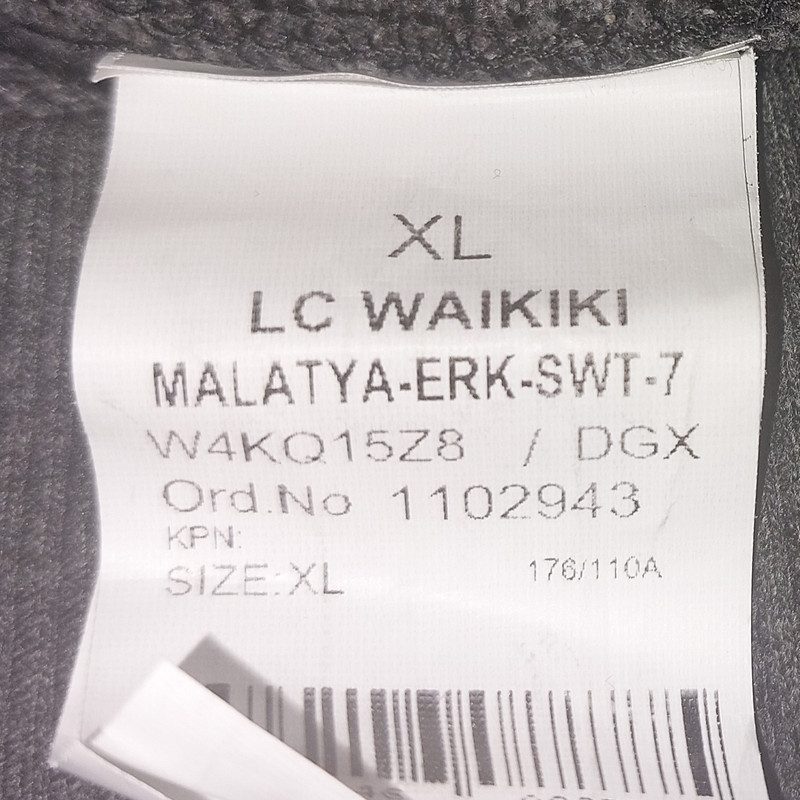 XL
LC WAIKIKI
MALATYA-ERK-SWT-7
W4KQ15Z8 / DGX
Ord.No 1102943
KPN:
SIZE:XL 176/110A